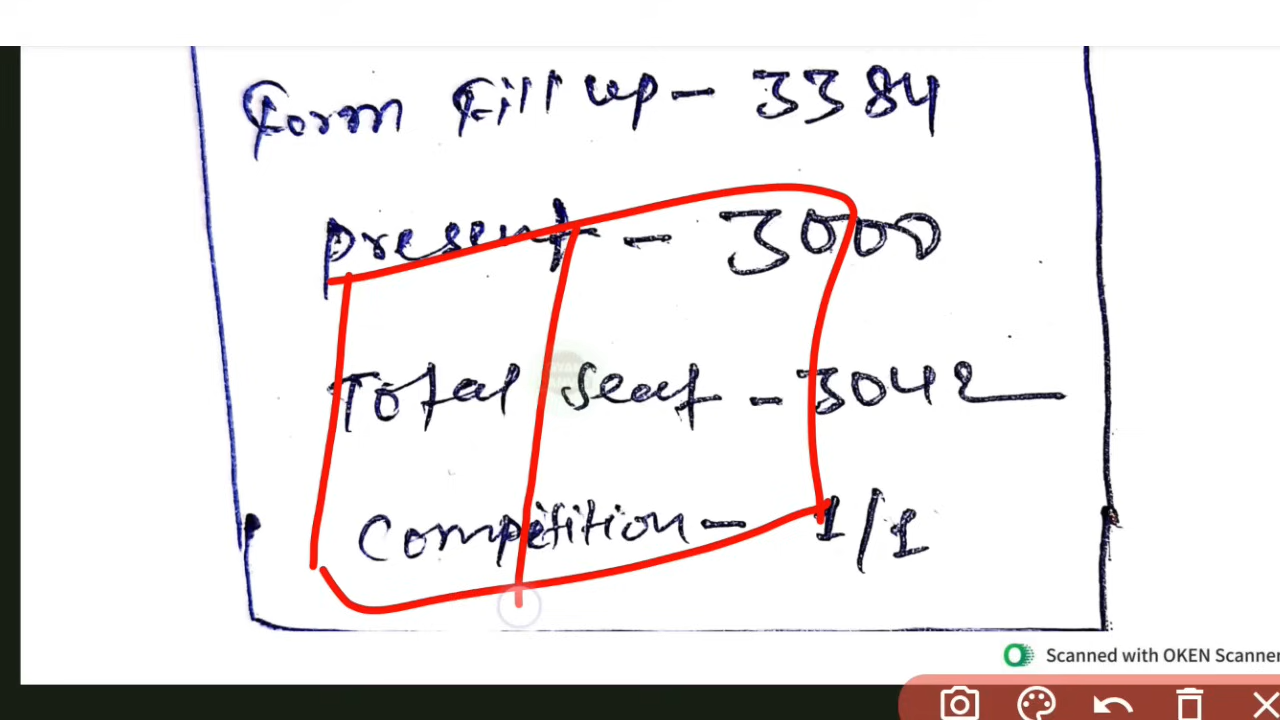 Form fill up - 3384
present - 3000
Total seat - 3042
Competition - 1/1
Scanned with OKEN Scanner